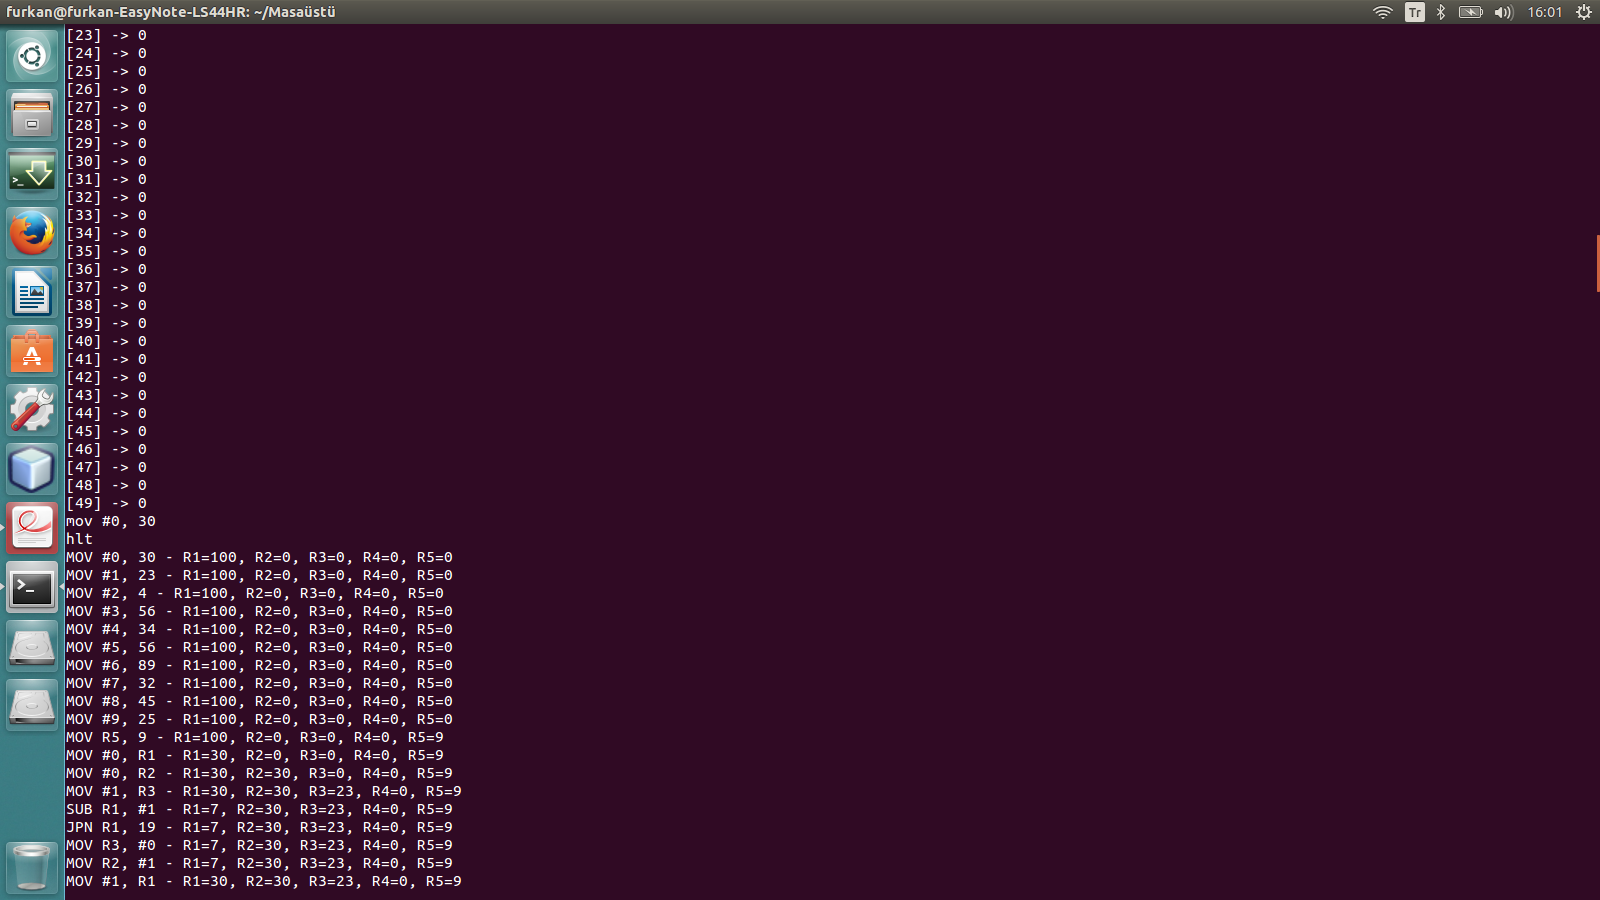 furkan@furkan-EasyNote-LS44HR: ~/Masaüstü
Tr
16:01
[23] -> 0
[24] -> 0
[25] -> 0
[26] -> 0
[27] -> 0
[28] -> 0
[29] -> 0
[30] -> 0
[31] -> 0
[32] -> 0
[33] -> 0
[34] -> 0
[35] -> 0
[36] -> 0
[37] -> 0
[38] -> 0
[39] -> 0
[40] -> 0
[41] -> 0
[42] -> 0
[43] -> 0
[44] -> 0
[45] -> 0
[46] -> 0
[47] -> 0
[48] -> 0
[49] -> 0
mov #0, 30
hlt
MOV #0, 30 - R1=100, R2=0, R3=0, R4=0, R5=0
MOV #1, 23 - R1=100, R2=0, R3=0, R4=0, R5=0
MOV #2, 4 - R1=100, R2=0, R3=0, R4=0, R5=0
MOV #3, 56 - R1=100, R2=0, R3=0, R4=0, R5=0
MOV #4, 34 - R1=100, R2=0, R3=0, R4=0, R5=0
MOV #5, 56 - R1=100, R2=0, R3=0, R4=0, R5=0
MOV #6, 89 - R1=100, R2=0, R3=0, R4=0, R5=0
MOV #7, 32 - R1=100, R2=0, R3=0, R4=0, R5=0
MOV #8, 45 - R1=100, R2=0, R3=0, R4=0, R5=0
MOV #9, 25 - R1=100, R2=0, R3=0, R4=0, R5=0
MOV R5, 9 - R1=100, R2=0, R3=0, R4=0, R5=9
MOV #0, R1 - R1=30, R2=0, R3=0, R4=0, R5=9
MOV #0, R2 - R1=30, R2=30, R3=0, R4=0, R5=9
MOV #1, R3 - R1=30, R2=30, R3=23, R4=0, R5=9
SUB R1, #1 - R1=7, R2=30, R3=23, R4=0, R5=9
JPN R1, 19 - R1=7, R2=30, R3=23, R4=0, R5=9
MOV R3, #0 - R1=7, R2=30, R3=23, R4=0, R5=9
MOV R2, #1 - R1=7, R2=30, R3=23, R4=0, R5=9
MOV #1, R1 - R1=30, R2=30, R3=23, R4=0, R5=9